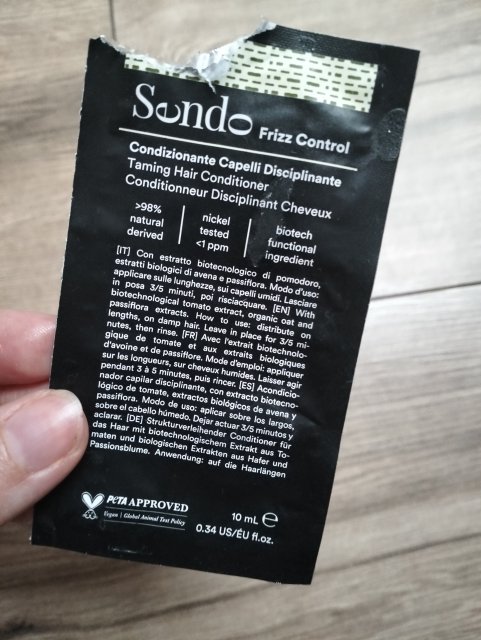 Sendo Frizz Control
Condizionante Capelli Disciplinante
Taming Hair Conditioner
Conditionneur Disciplinant Cheveux
>98%
natural
derived
nickel
tested
<1 ppm
biotech
functional
ingredient
[IT] Con estratto biotecnologico di pomodoro,
estratti biologici di avena e passiflora. Modo d'uso:
applicare sulle lunghezze, sui capelli umidi. Lasciare
in posa 3/5 minuti, poi risciacquare. [EN] With
biotechnological tomato extract, organic oat and
passiflora extracts. How to use: distribute on
lengths, on damp hair. Leave in place for 3/5 mi-
nutes, then rinse. [FR] Avec l'extrait biotechnolo-
gique de tomate et aux extraits biologiques
d'avoine et de passiflore. Mode d'emploi: appliquer
sur les longueurs, sur cheveux humides. Laisser agir
pendant 3 à 5 minutes, puis rincer. [ES] Acondicio-
nador capilar disciplinante, con extracto biotecno-
lógico de tomate, extractos biológicos de avena y
passiflora. Modo de uso: aplicar sobre los largos,
sobre el cabello húmedo. Dejar actuar 3/5 minutos y
aclarar. [DE] Strukturverleihender Conditioner für
das Haar mit biotechnologischem Extrakt aus To-
maten und biologischen Extrakten aus Hafer und
Passionsblume. Anwendung: auf die Haarlängen
PETA APPROVED
Vegan | Global Animal Test Policy
10 mL e
0.34 US/ÉU fl.oz.